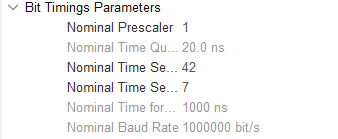 Bit Timings Parameters
Nominal Prescaler 1
Nominal Time Qu... 20.0 ns
Nominal Time Se... 42
Nominal Time Se... 7
Nominal Time for... 1000 ns
Nominal Baud Rate 1000000 bit/s